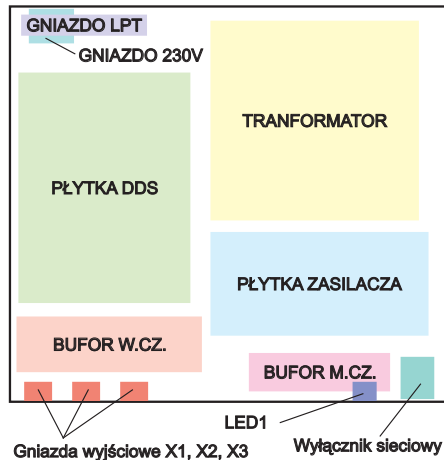 GNIAZDO LPT
GNIAZDO 230V
TRANFORMATOR
PŁYTKA DDS
PŁYTKA ZASILACZA
BUFOR W.CZ.
BUFOR M.CZ.
LED1
Gniazda wyjściowe X1, X2, X3
Wyłącznik sieciowy